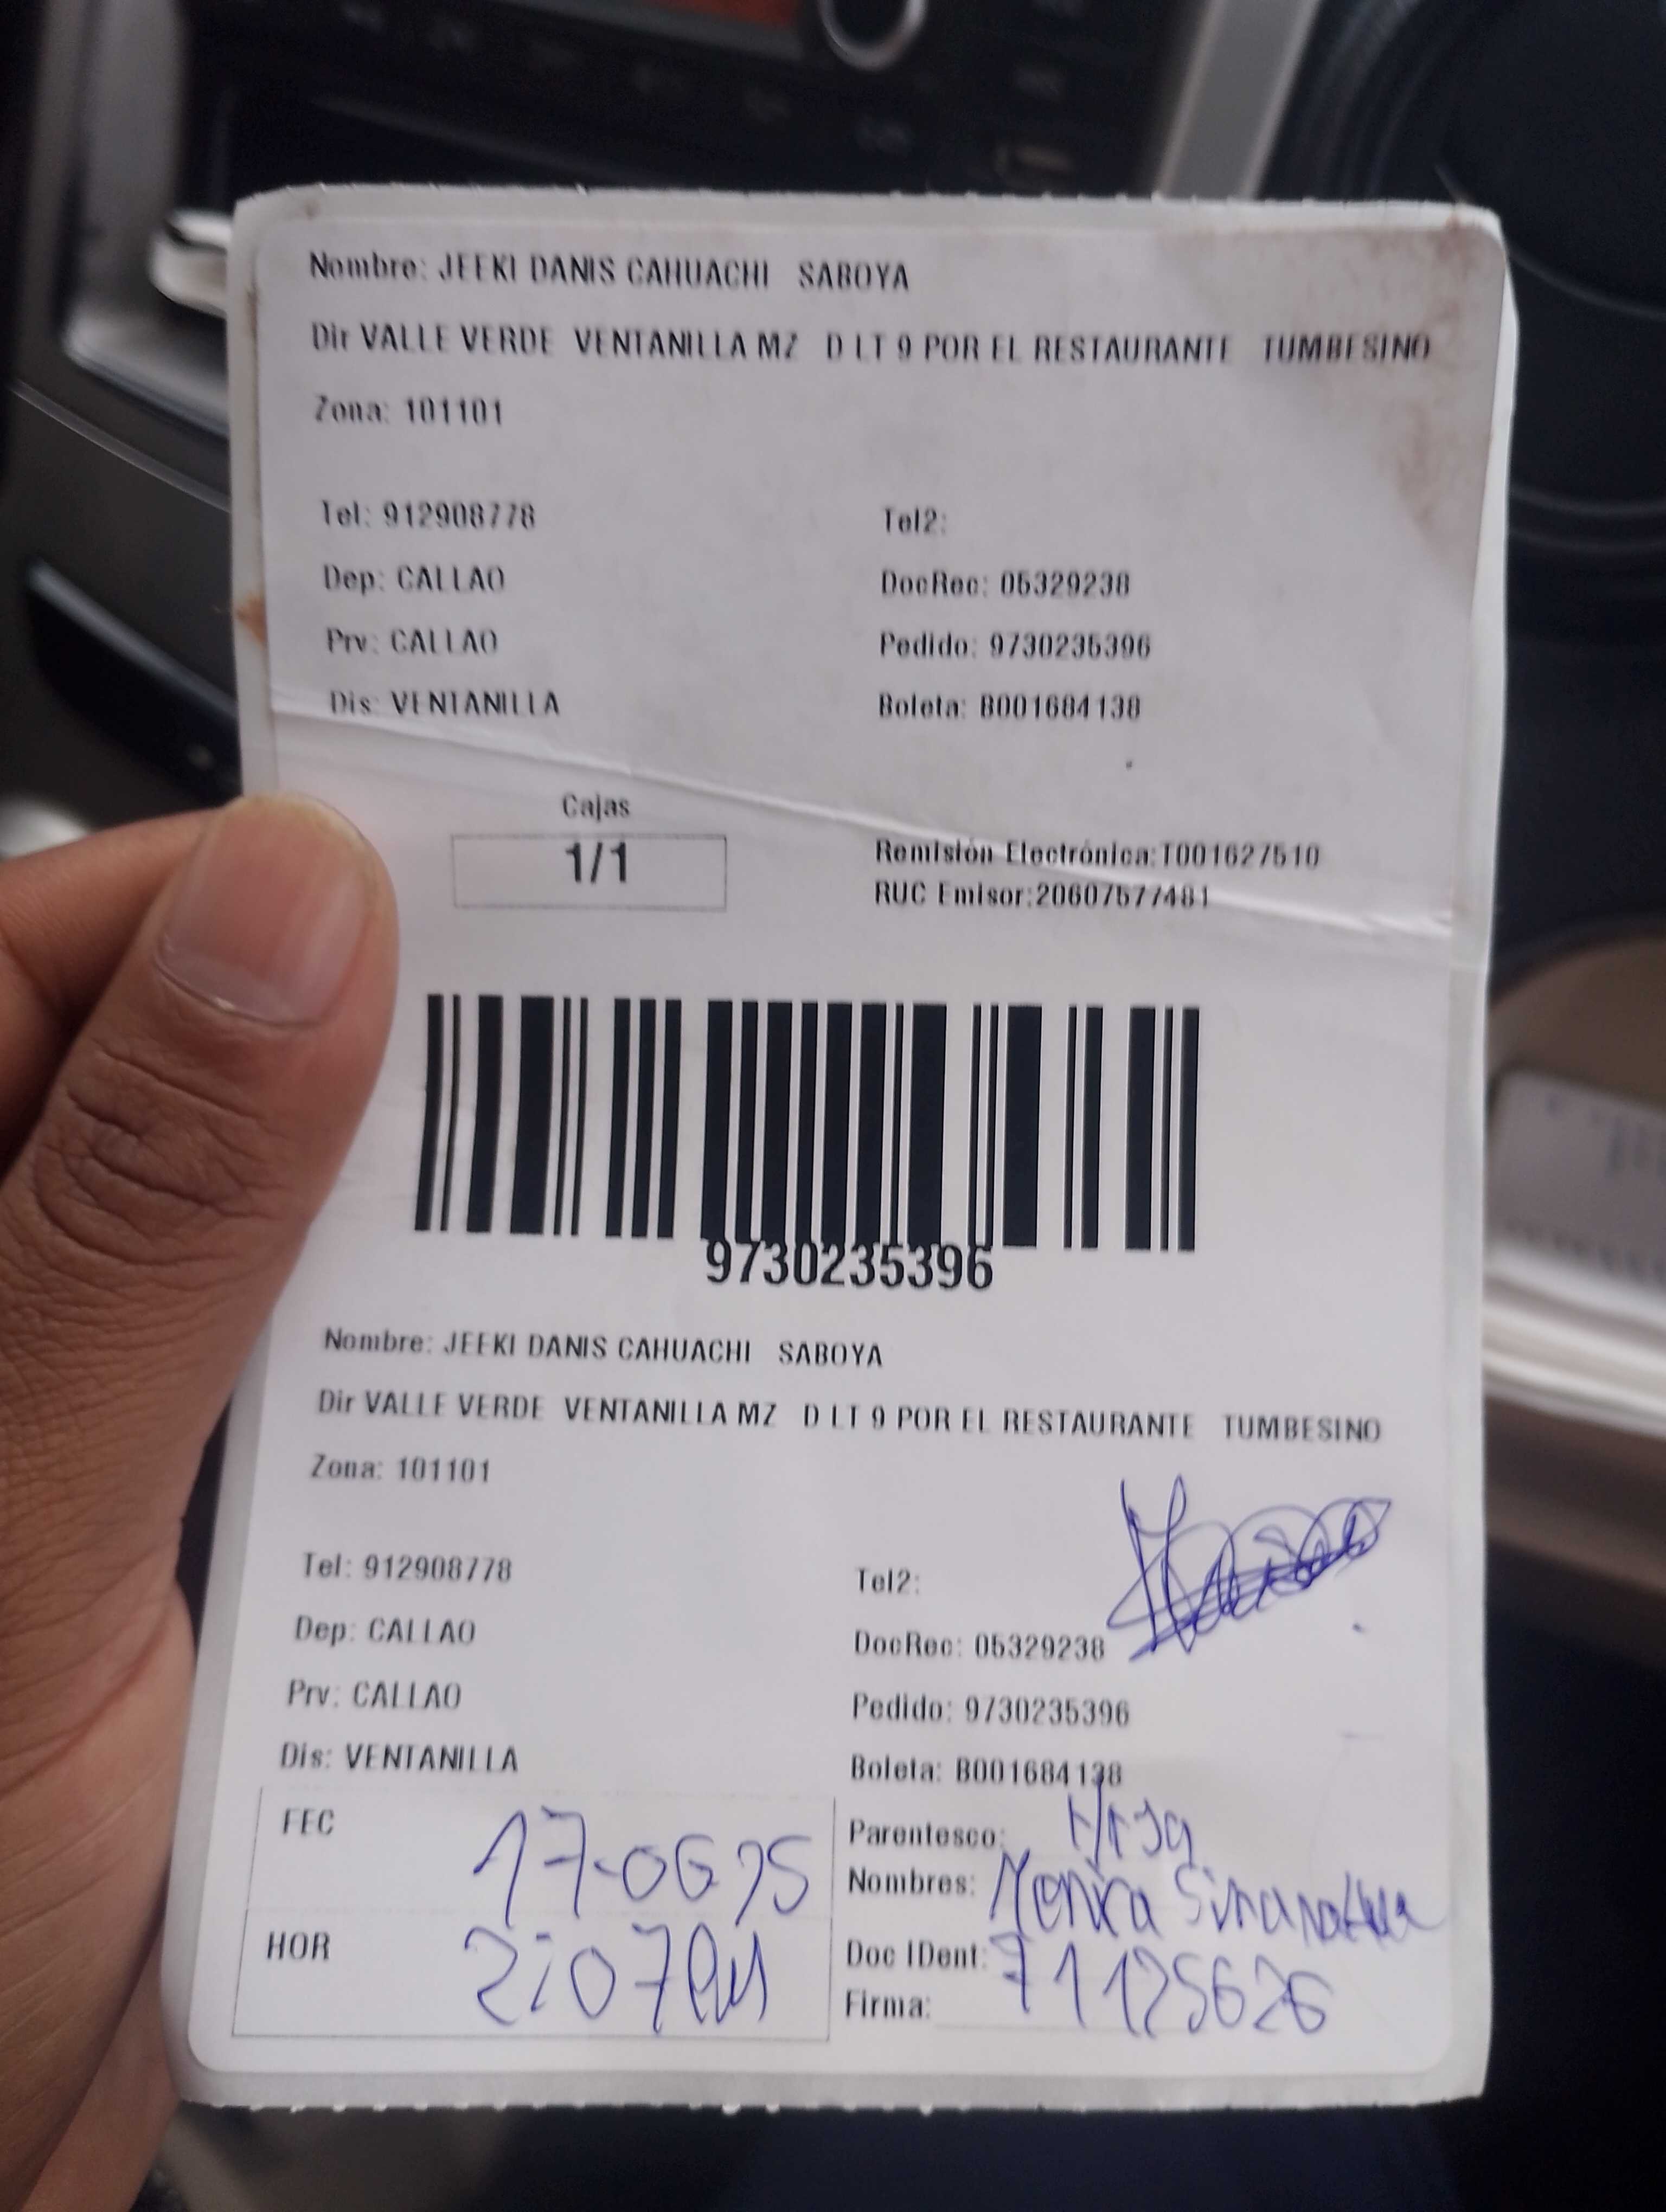 Nombre: JEEKI DANIS CAHUACHI SABOYA
Dir VALLE VERDE VENTANILLA MZ D LT 9 POR EL RESTAURANTE TUMBESINO
Zona: 101101
Tel: 912908778 Tel2:
Dep: CALLAO DocRec: 05329238
Prv: CALLAO Pedido: 9730235396
Dis: VENTANILLA Boleta: B001684138
Cajas
1/1
Remisión Electrónica:T001627510
RUC Emisor:20607577481
9730235396
Nombre: JEEKI DANIS CAHUACHI SABOYA
Dir VALLE VERDE VENTANILLA MZ D LT 9 POR EL RESTAURANTE TUMBESINO
Zona: 101101
Tel: 912908778 Tel2:
Dep: CALLAO DocRec: 05329238
Prv: CALLAO Pedido: 9730235396
Dis: VENTANILLA Boleta: B001684138
FEC 17-06 25
Parentesco:
Nombres:
HOR 2:07 PM
Doc IDent: 71125626
Firma: